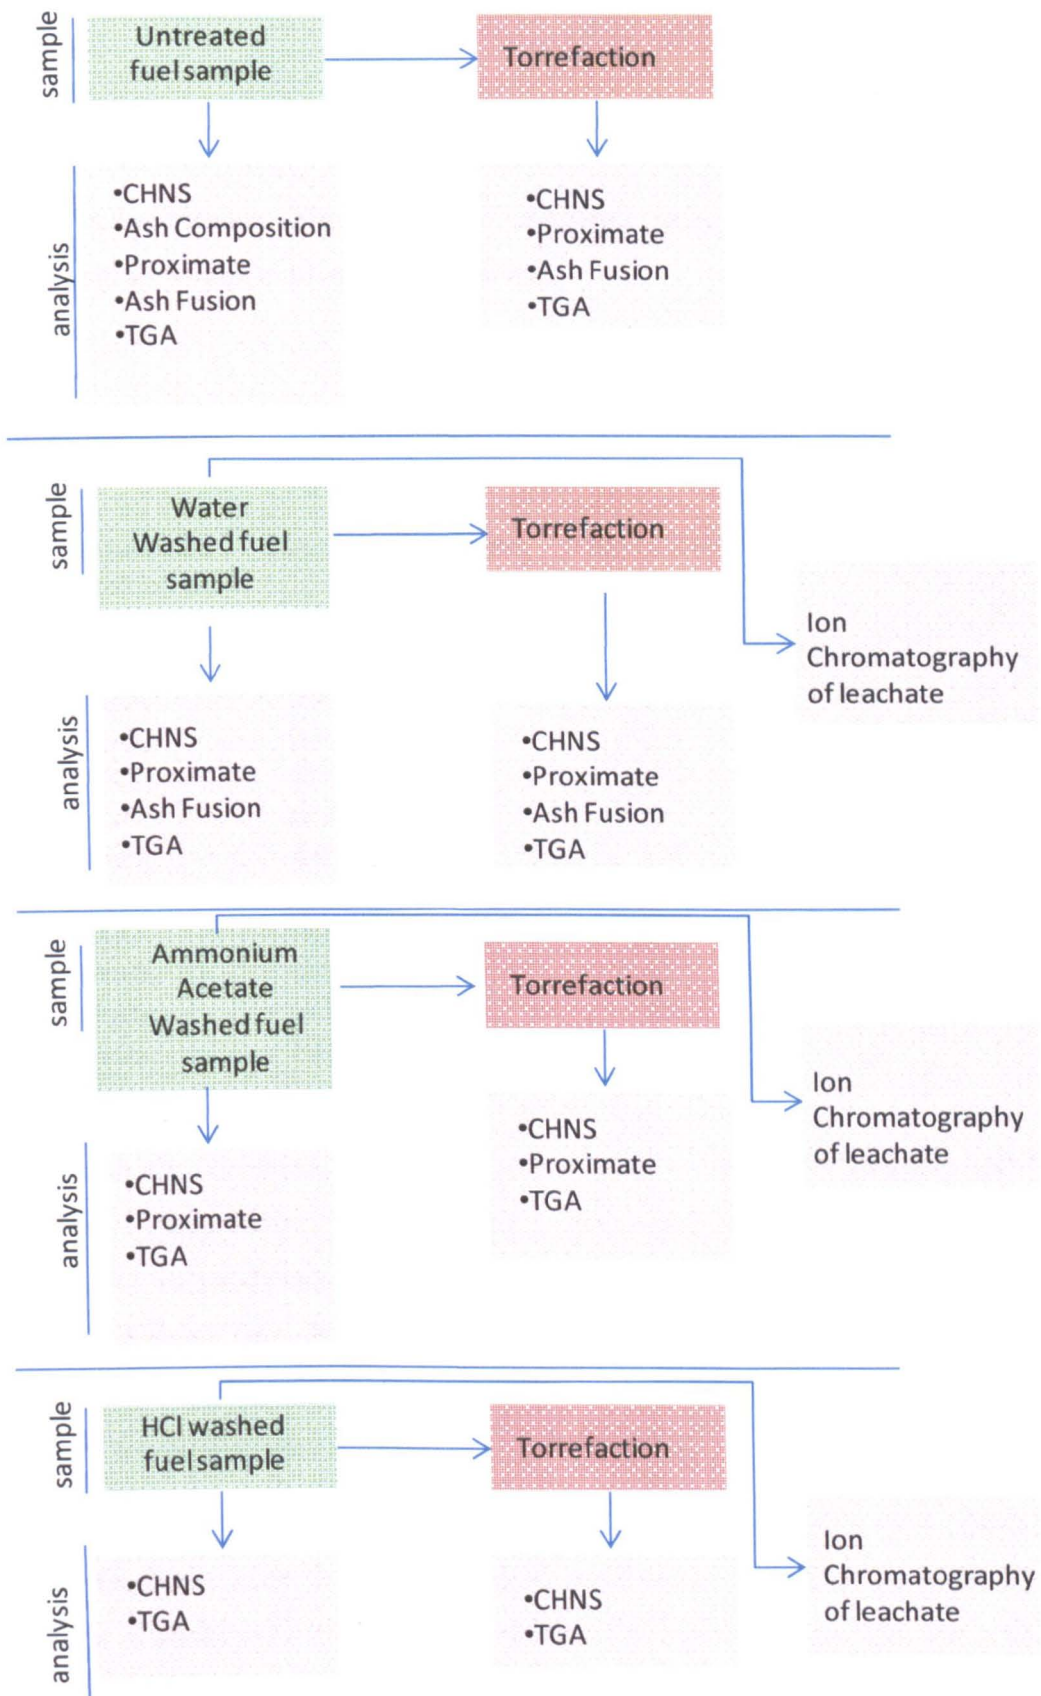 sample
Untreated
fuel sample
Torrefaction
analysis
•CHNS
•Ash Composition
•Proximate
•Ash Fusion
•TGA
•CHNS
•Proximate
•Ash Fusion
•TGA
sample
Water
Washed fuel
sample
Torrefaction
Ion
Chromatography
of leachate
analysis
•CHNS
•Proximate
•Ash Fusion
•TGA
•CHNS
•Proximate
•Ash Fusion
•TGA
sample
Ammonium
Acetate
Washed fuel
sample
Torrefaction
Ion
Chromatography
of leachate
analysis
•CHNS
•Proximate
•TGA
•CHNS
•Proximate
•TGA
sample
HCl washed
fuel sample
Torrefaction
Ion
Chromatography
of leachate
analysis
•CHNS
•TGA
•CHNS
•TGA